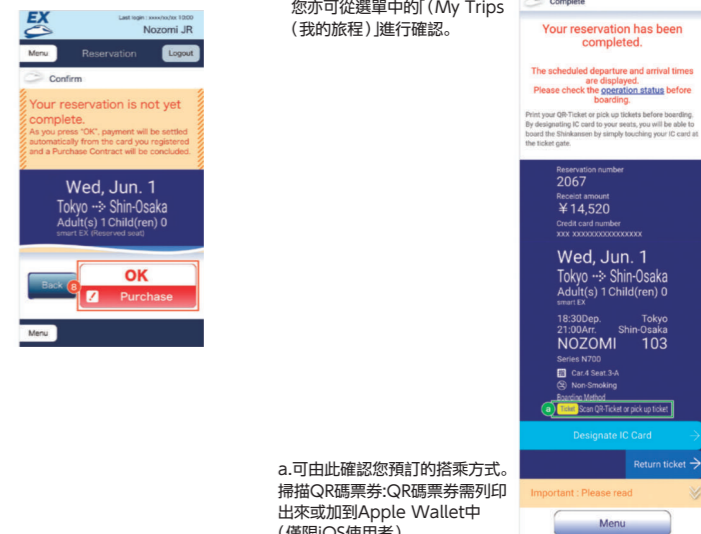 EX
Last login : xxxx/xx/xx 10:00
Nozomi JR
Menu
Reservation
Logout
Confirm
Your reservation is not yet
complete.
As you press "OK", payment will be settled
automatically from the card you registered
and a Purchase Contract will be concluded.
Wed, Jun. 1
Tokyo ··> Shin-Osaka
Adult(s) 1 Child(ren) 0
smart EX (Reserved seat)
Back
8
OK
Purchase
Menu
您亦可從選單中的「(My Trips
(我的旅程)」進行確認。
a.可由此確認您預訂的搭乘方式。
掃描QR碼票券:QR碼票券需列印
出來或加到Apple Wallet中
(僅限iOS使用者)
Complete
Your reservation has been
completed.
The scheduled departure and arrival times
are displayed.
Please check the operation status before
boarding.
Print your QR-Ticket or pick up tickets before boarding.
By designating IC card to your seats, you will be able to
board the Shinkansen by simply touching your IC card at
the ticket gate.
Reservation number
2067
Receipt amount
¥14,520
Credit card number
xxx xxxxxxxxxxxxxxxx
Wed, Jun. 1
Tokyo ··> Shin-Osaka
Adult(s) 1 Child(ren) 0
smart EX
18:30Dep. Tokyo
21:00Arr. Shin-Osaka
NOZOMI 103
Series N700
Car.4 Seat.3-A
Non-Smoking
Boarding Method
a Ticket Scan QR-Ticket or pick up ticket
Designate IC Card
Return ticket
Important : Please read
Menu